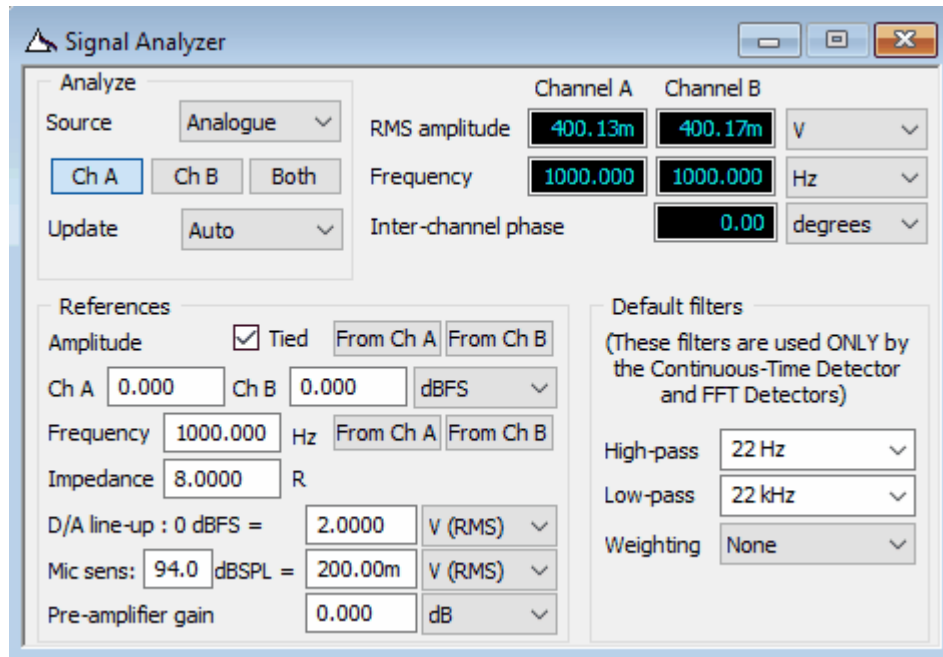 Signal Analyzer
Analyze
Source Analogue
Ch A Ch B Both
Update Auto
Channel A Channel B
RMS amplitude 400.13m 400.17m V
Frequency 1000.000 1000.000 Hz
Inter-channel phase 0.00 degrees
References
Amplitude Tied From Ch A From Ch B
Ch A 0.000 Ch B 0.000 dBFS
Frequency 1000.000 Hz From Ch A From Ch B
Impedance 8.0000 R
D/A line-up : 0 dBFS = 2.0000 V (RMS)
Mic sens: 94.0 dBSPL = 200.00m V (RMS)
Pre-amplifier gain 0.000 dB
Default filters
(These filters are used ONLY by
the Continuous-Time Detector
and FFT Detectors)
High-pass 22 Hz
Low-pass 22 kHz
Weighting None